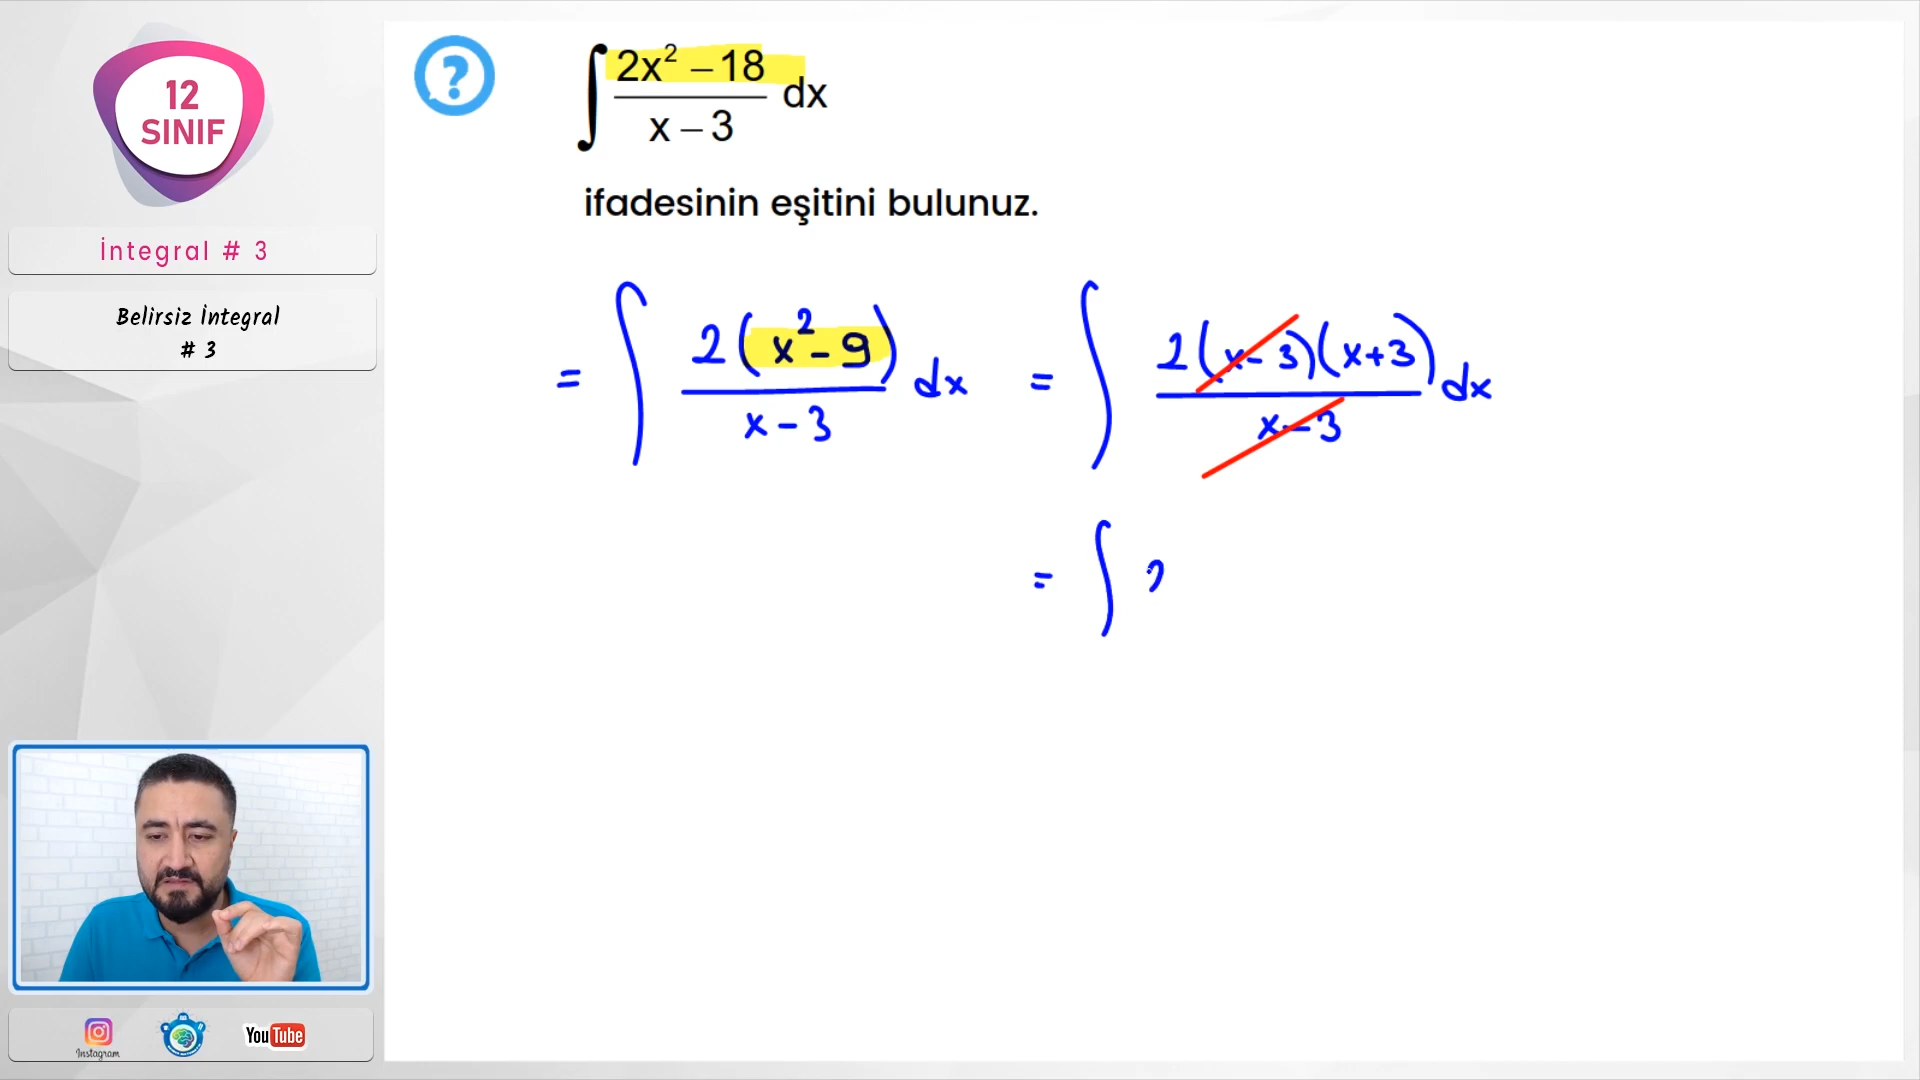 12
SINIF
İntegral # 3
Belirsiz İntegral
# 3
∫ (2x² – 18)/(x – 3) dx
ifadesinin eşitini bulunuz.
= ∫ 2(x² - 9)/(x - 3) dx = ∫ 2(x - 3)(x + 3)/(x - 3) dx
= ∫ 2
Instagram
YouTube